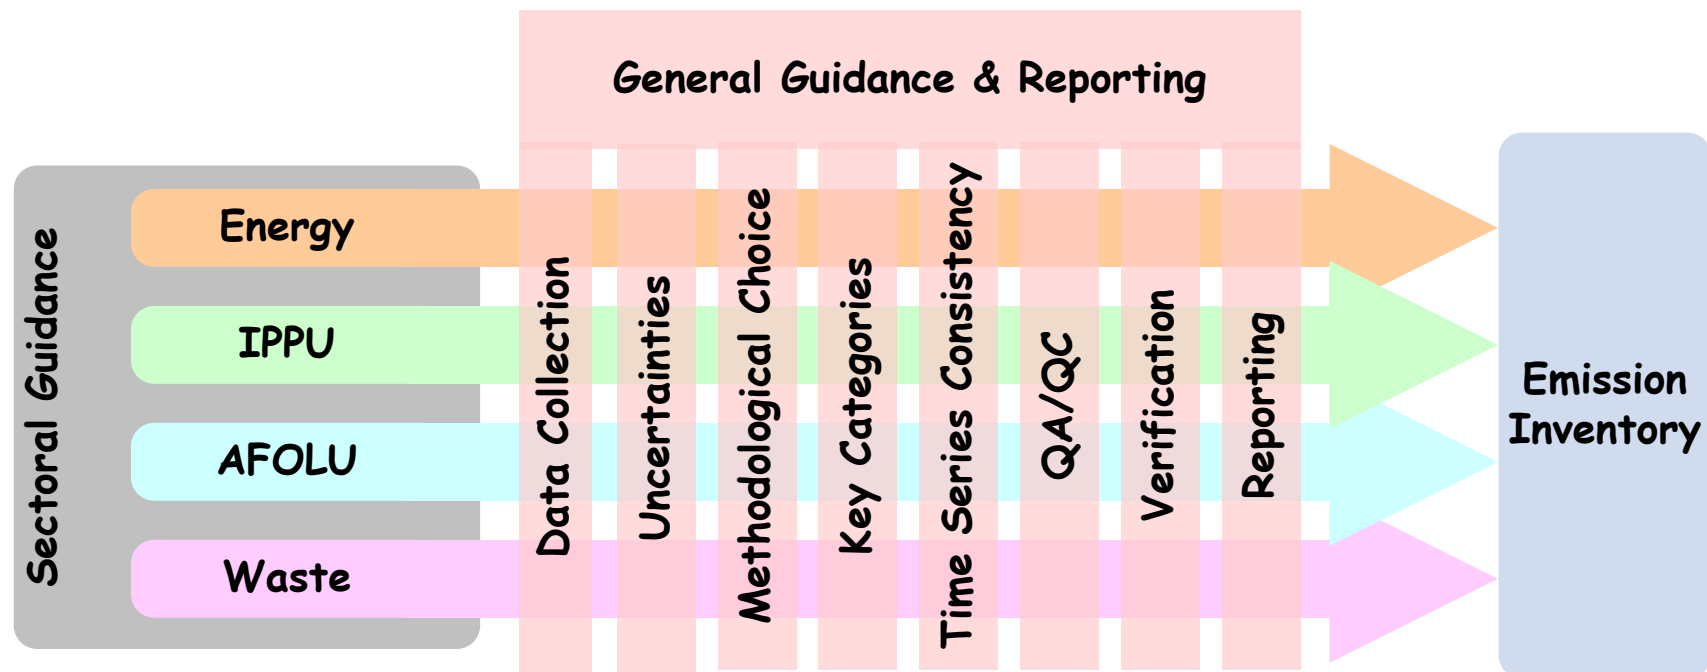 General Guidance & Reporting
Sectoral Guidance
Energy
IPPU
AFOLU
Waste
Data Collection
Uncertainties
Methodological Choice
Key Categories
Time Series Consistency
QA/QC
Verification
Reporting
Emission
Inventory